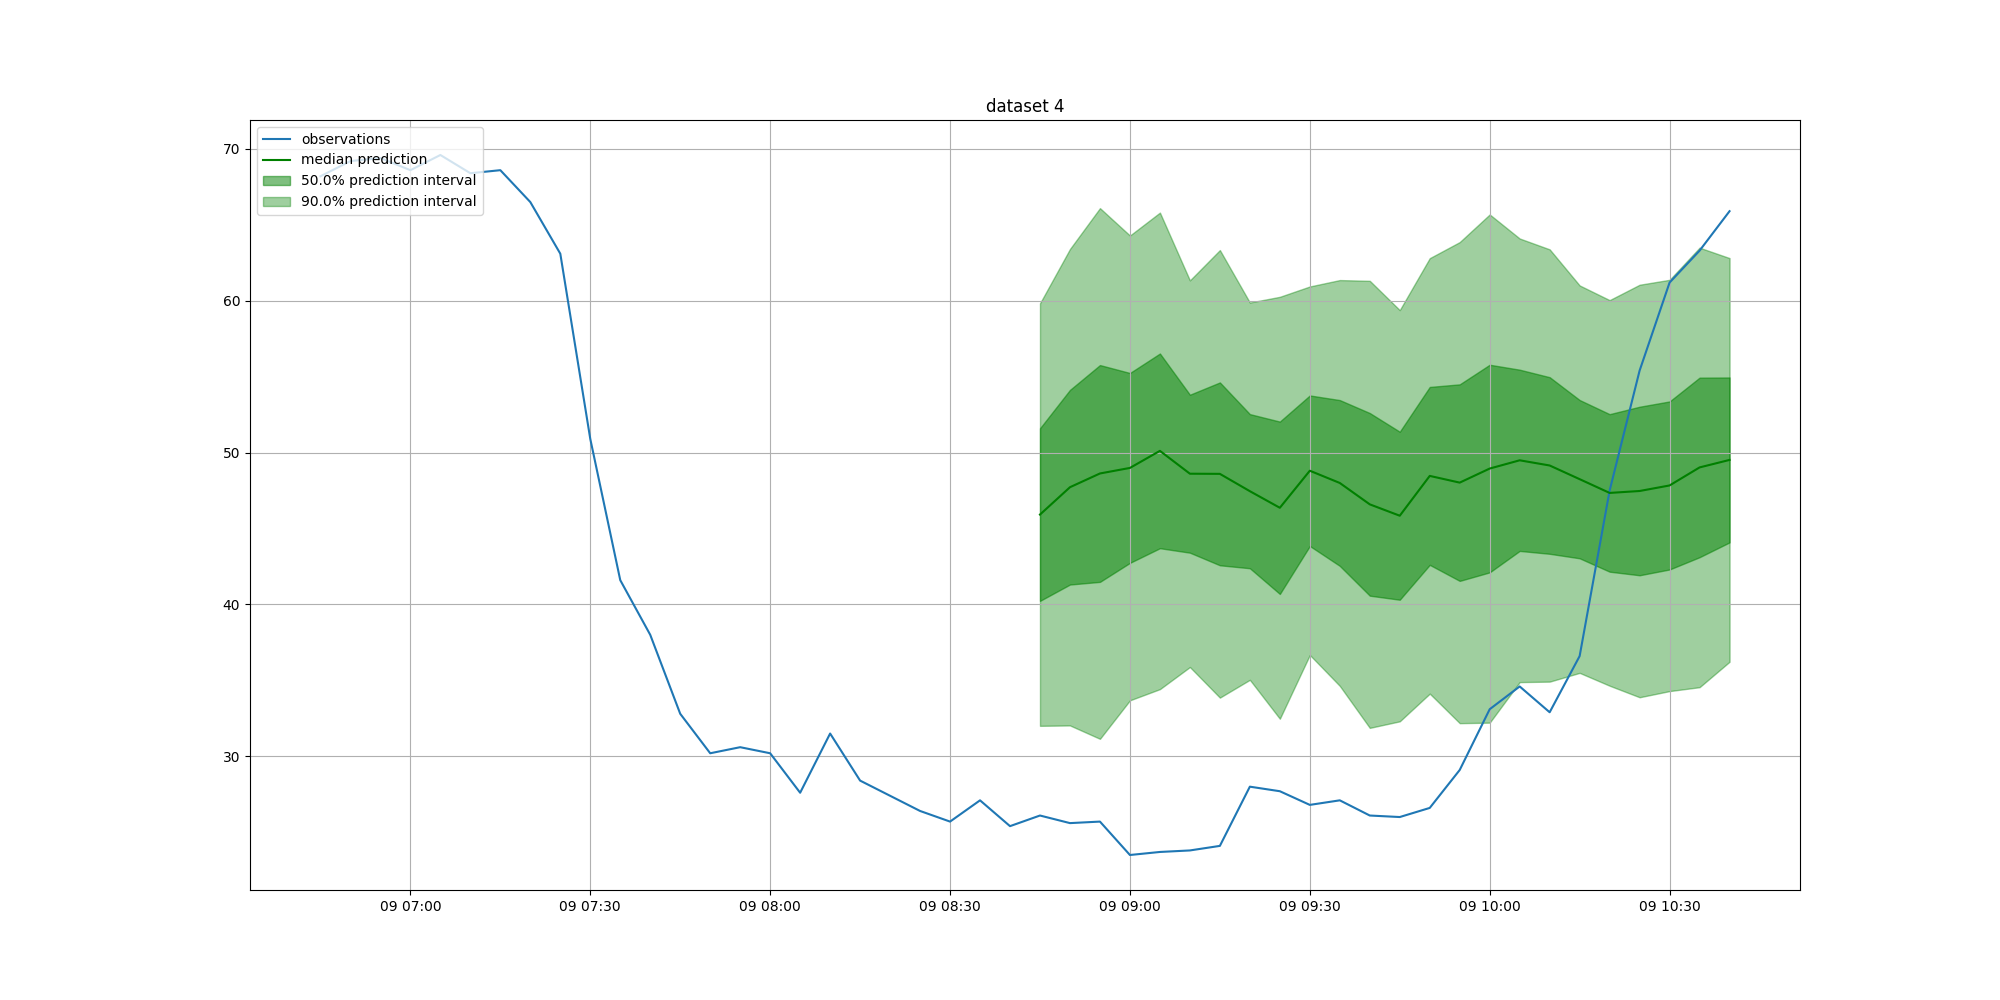 dataset 4
observations
median prediction
50.0% prediction interval
90.0% prediction interval
70
60
50
40
30
09 07:00 09 07:30 09 08:00 09 08:30 09 09:00 09 09:30 09 10:00 09 10:30